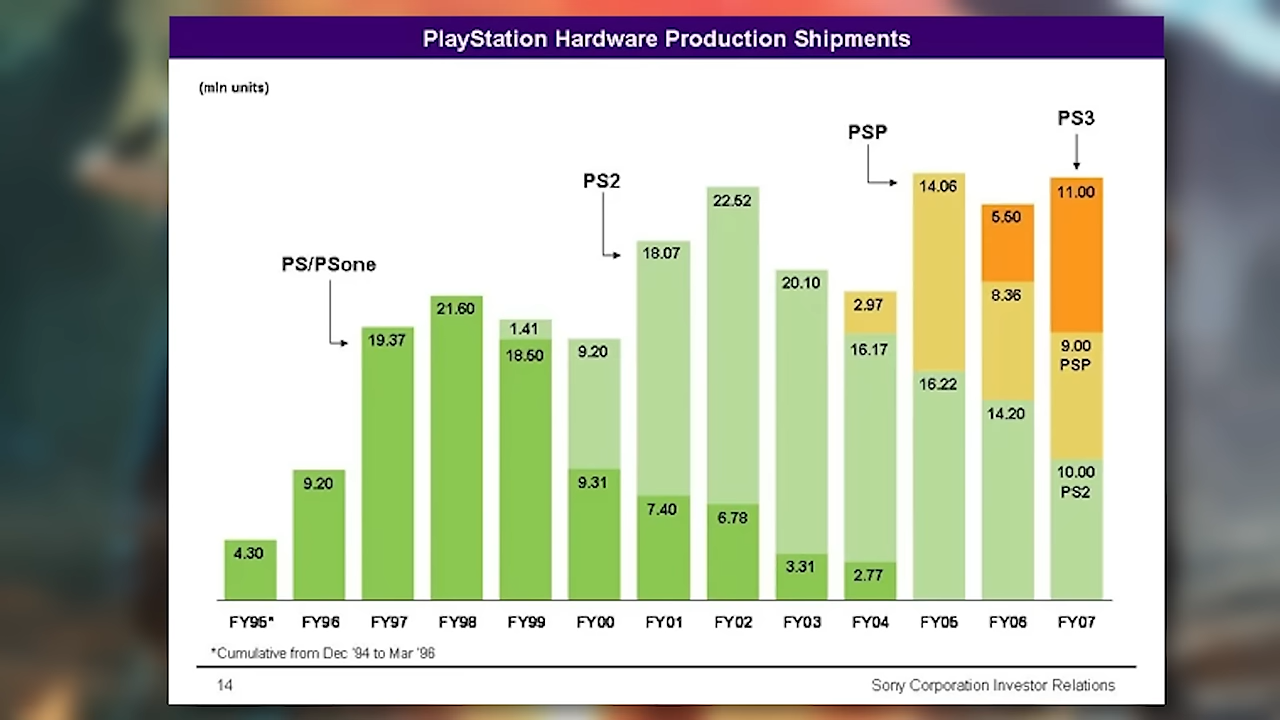 PlayStation Hardware Production Shipments
(mln units)
PS3
PSP
PS2
PS/PSone
4.30
9.20
19.37
21.60
1.41
18.50
9.20
9.31
18.07
7.40
22.52
6.78
20.10
3.31
2.97
16.17
2.77
14.06
16.22
5.50
8.36
14.20
11.00
9.00
PSP
10.00
PS2
FY95* FY96 FY97 FY98 FY99 FY00 FY01 FY02 FY03 FY04 FY05 FY06 FY07
*Cumulative from Dec '94 to Mar '96
14 Sony Corporation Investor Relations